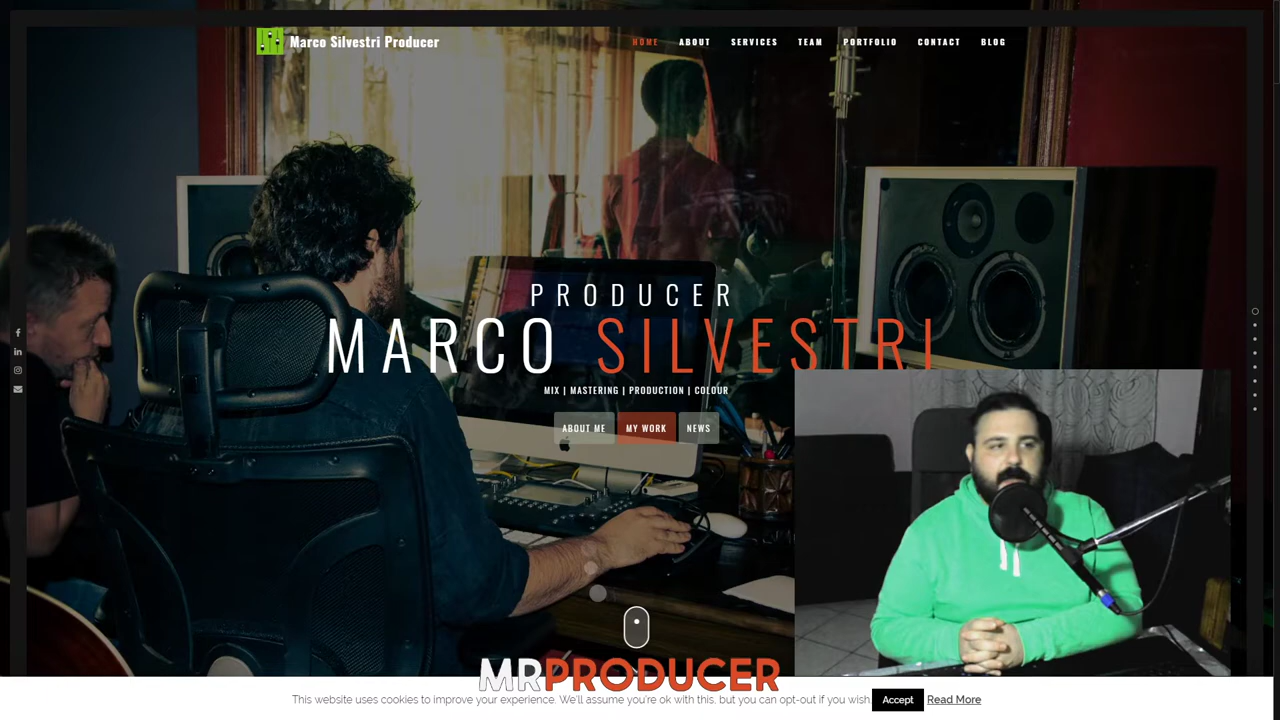 Marco Silvestri Producer
HOME ABOUT SERVICES TEAM PORTFOLIO CONTACT BLOG
PRODUCER
MARCO SILVESTRI
MIX | MASTERING | PRODUCTION | COLOUR
ABOUT ME MY WORK NEWS
MRPRODUCER
This website uses cookies to improve your experience. We'll assume you're ok with this, but you can opt-out if you wish. Accept Read More